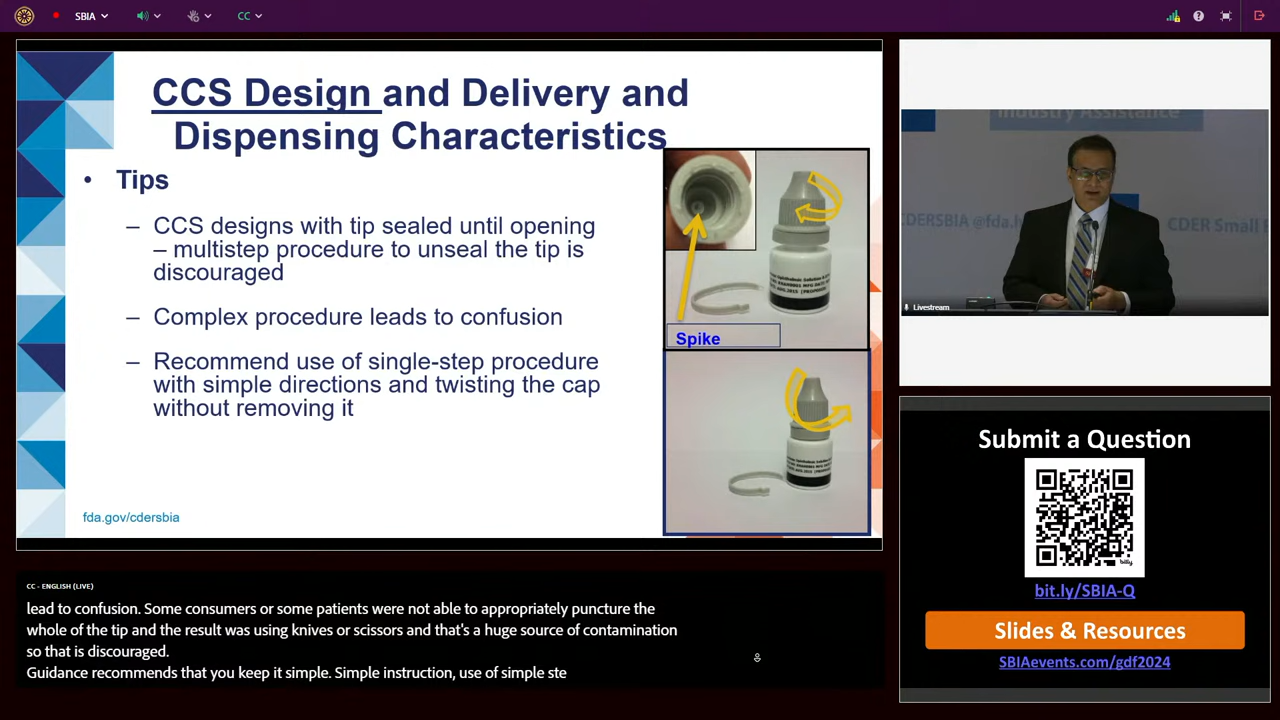 SBIA
CC
CCS Design and Delivery and
Dispensing Characteristics
• Tips
– CCS designs with tip sealed until opening
– multistep procedure to unseal the tip is
discouraged
– Complex procedure leads to confusion
– Recommend use of single-step procedure
with simple directions and twisting the cap
without removing it
Spike
fda.gov/cdersbia
Industry Assistance
CDERSBIA @fda.
CDER Small
Livestream
Submit a Question
bitly
bit.ly/SBIA-Q
Slides & Resources
SBIAevents.com/gdf2024
CC - ENGLISH (LIVE)
lead to confusion. Some consumers or some patients were not able to appropriately puncture the
whole of the tip and the result was using knives or scissors and that's a huge source of contamination
so that is discouraged.
Guidance recommends that you keep it simple. Simple instruction, use of simple ste